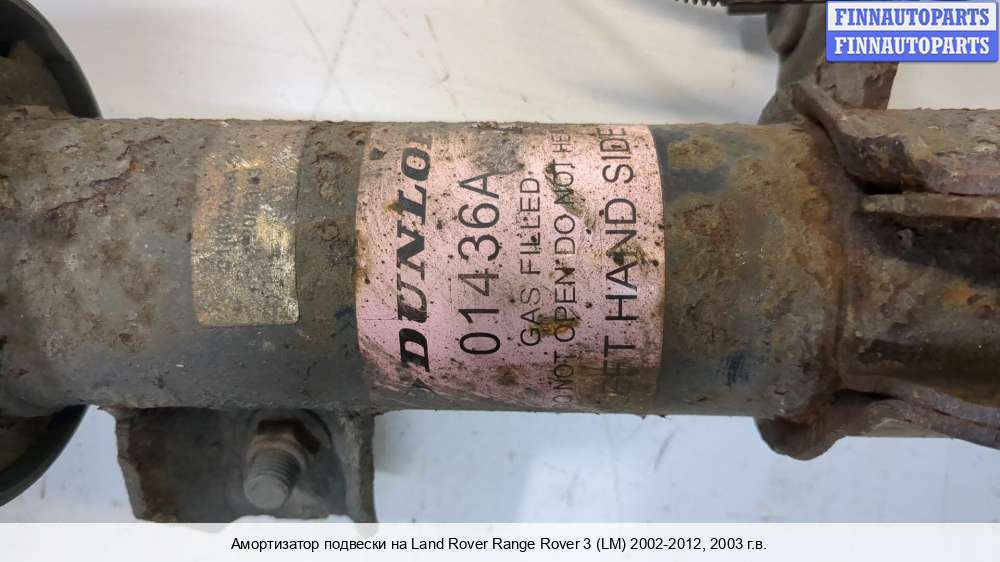 FINNAUTOPARTS
FINNAUTOPARTS
DUNLO
01436A
GAS FILLED.
NOT OPEN DO NOT HE
HAND SIDE
Амортизатор подвески на Land Rover Range Rover 3 (LM) 2002-2012, 2003 г.в.